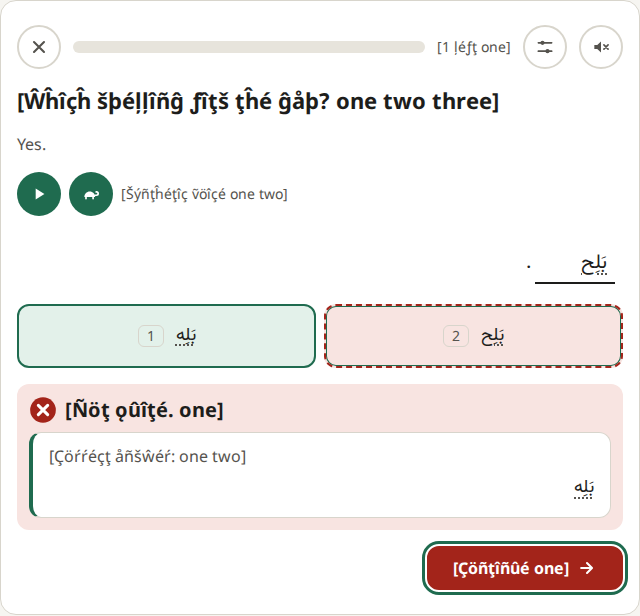 [1 ļéƒţ one]
[Ŵĥîçĥ šþéļļîñĝ ƒîţš ţĥé ĝåþ? one two three]
Yes.
[Šýñţĥéţîç ṽöîçé one two]
بَلِح .
1 بَلِه
2 بَلِح
[Ñöţ ǫûîţé. one]
[Çöŕŕéçţ åñšŵéŕ: one two]
بَلِه
[Çöñţîñûé one] →